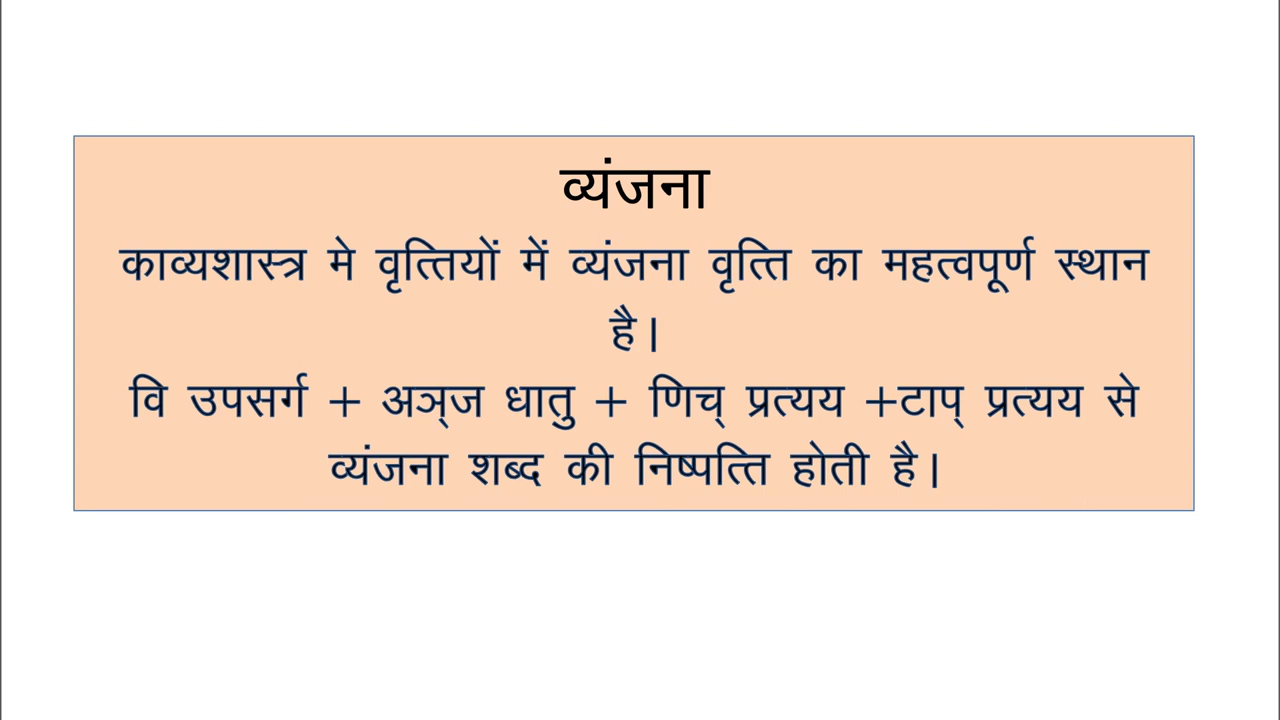 व्यंजना
काव्यशास्त्र मे वृत्तियों में व्यंजना वृत्ति का महत्वपूर्ण स्थान
है।
वि उपसर्ग + अञ्ज धातु + णिच् प्रत्यय +टाप् प्रत्यय से
व्यंजना शब्द की निष्पत्ति होती है।